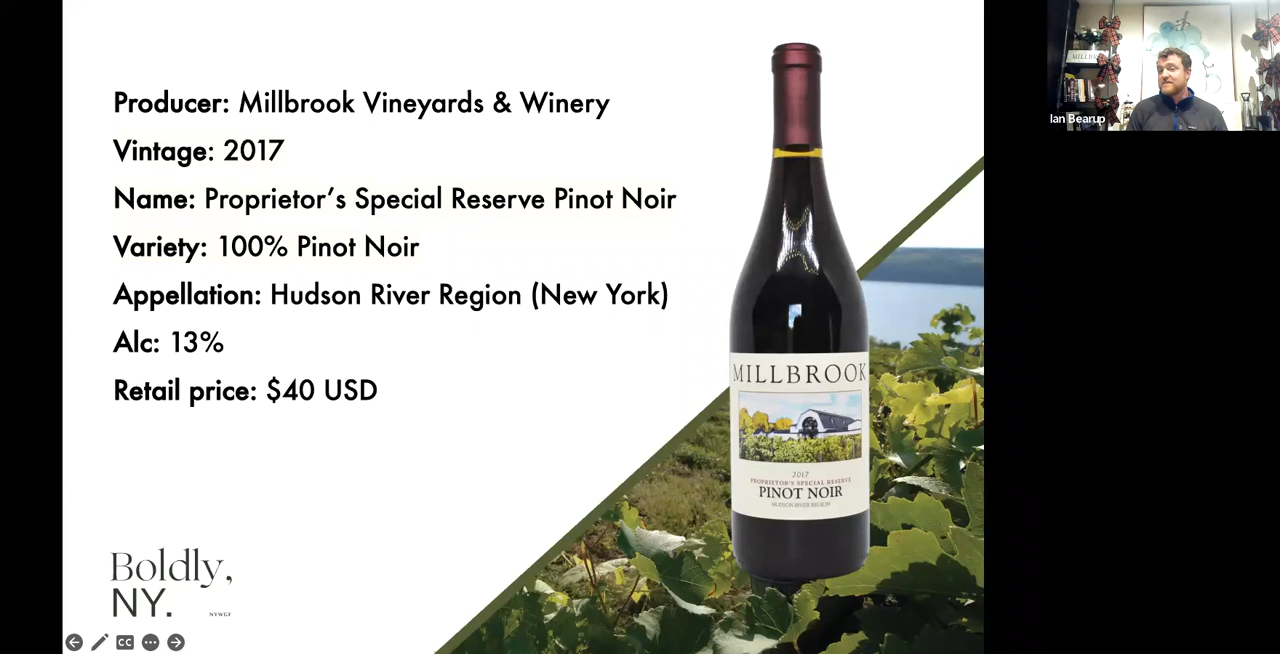 Producer: Millbrook Vineyards & Winery
Vintage: 2017
Name: Proprietor’s Special Reserve Pinot Noir
Variety: 100% Pinot Noir
Appellation: Hudson River Region (New York)
Alc: 13%
Retail price: $40 USD
MILLBROOK
2017
PROPRIETOR'S SPECIAL RESERVE
PINOT NOIR
HUDSON RIVER REGION
Boldly,
NY.
NYWGF
CC
Ian Bearup